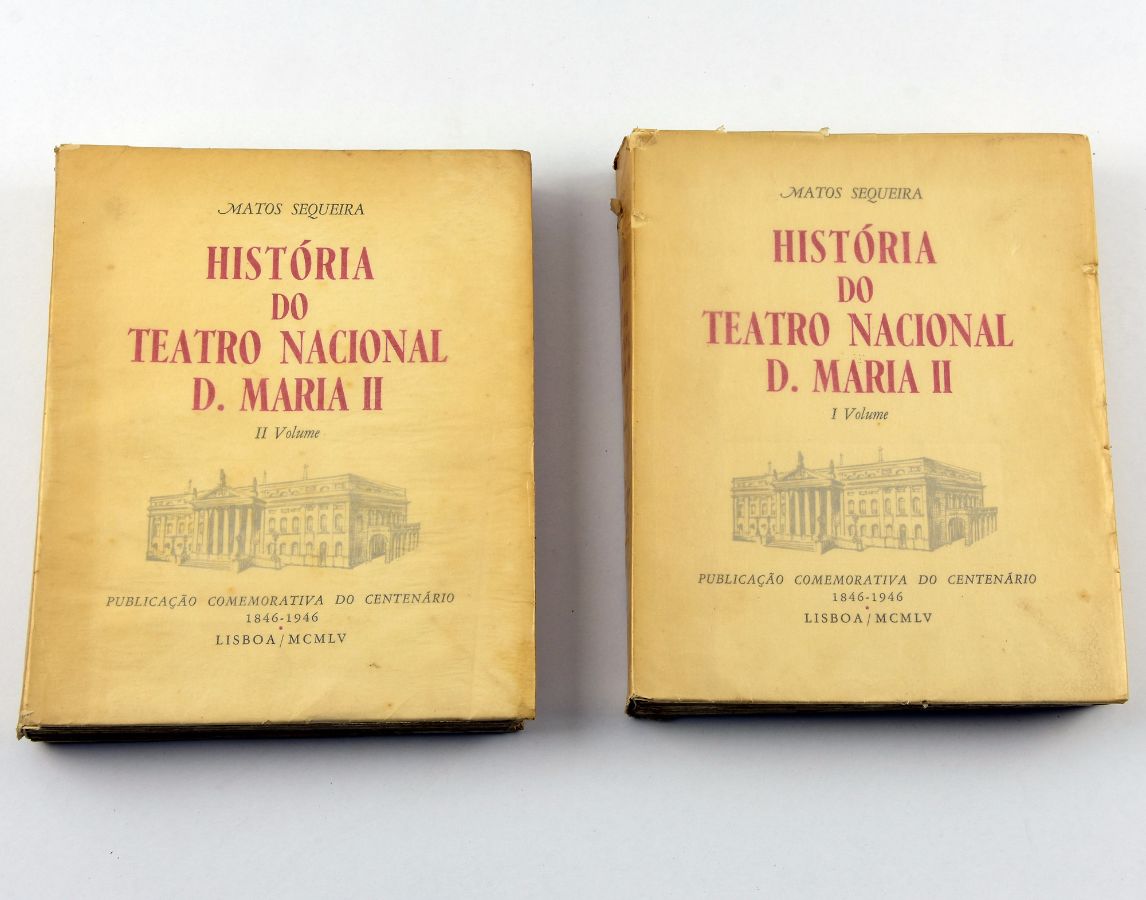 MATOS SEQUEIRA
HISTÓRIA
DO
TEATRO NACIONAL
D. MARIA II
II Volume
PUBLICAÇÃO COMEMORATIVA DO CENTENÁRIO
1846-1946
LISBOA/MCMLV
MATOS SEQUEIRA
HISTÓRIA
DO
TEATRO NACIONAL
D. MARIA II
I Volume
PUBLICAÇÃO COMEMORATIVA DO CENTENÁRIO
1846-1946
LISBOA/MCMLV